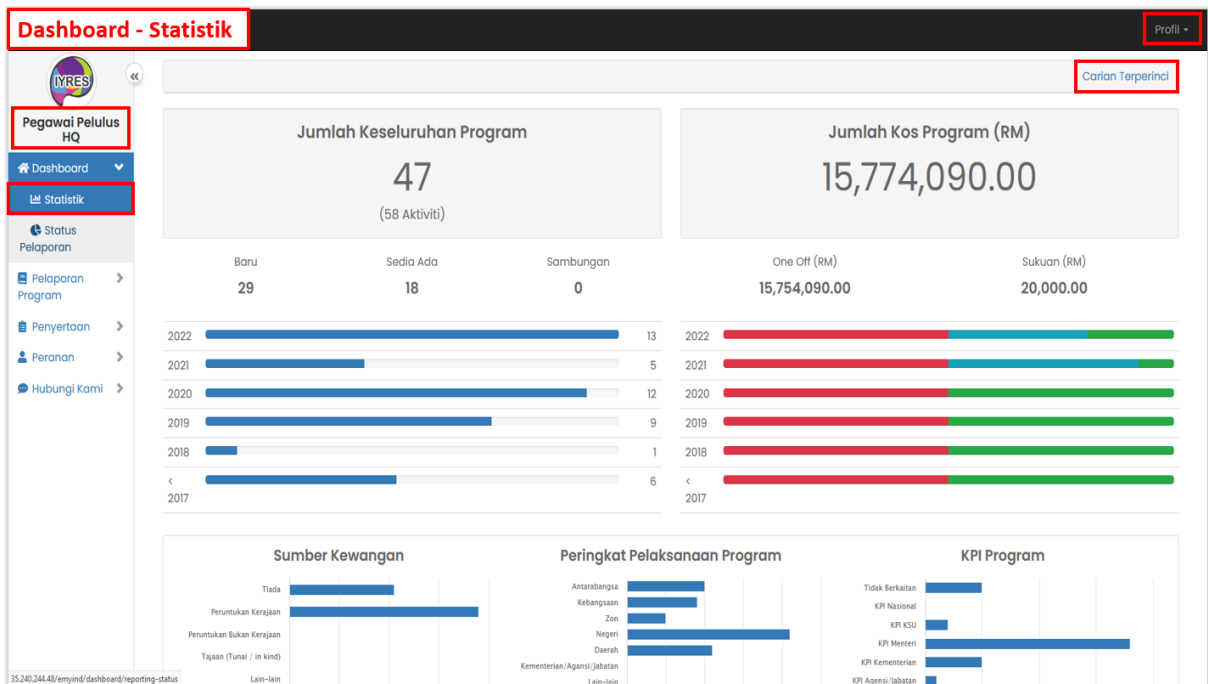 Dashboard - Statistik
Profil
IYRES
«
Carian Terperinci
Pegawai Pelulus
HQ
Dashboard
Statistik
Status
Pelaporan
Pelaporan
Program
Penyertaan
Peranan
Hubungi Kami
Jumlah Keseluruhan Program
47
(58 Aktiviti)
Jumlah Kos Program (RM)
15,774,090.00
Baru Sedia Ada Sambungan
29 18 0
One Off (RM) Sukuan (RM)
15,754,090.00 20,000.00
2022 13
2021 5
2020 12
2019 9
2018 1
< 6
2017
2022
2021
2020
2019
2018
<
2017
Sumber Kewangan
Tiada
Peruntukan Kerajaan
Peruntukan Bukan Kerajaan
Tajaan (Tunai / in kind)
Lain-lain
Peringkat Pelaksanaan Program
Antarabangsa
Kebangsaan
Zon
Negeri
Daerah
Kementerian/Agansi/Jabatan
Lain-lain
KPI Program
Tidak Berkaitan
KPI Nasional
KPI KSU
KPI Menteri
KPI Kementerian
KPI Agensi/Jabatan
35.240.244.48/emyind/dashboard/reporting-status